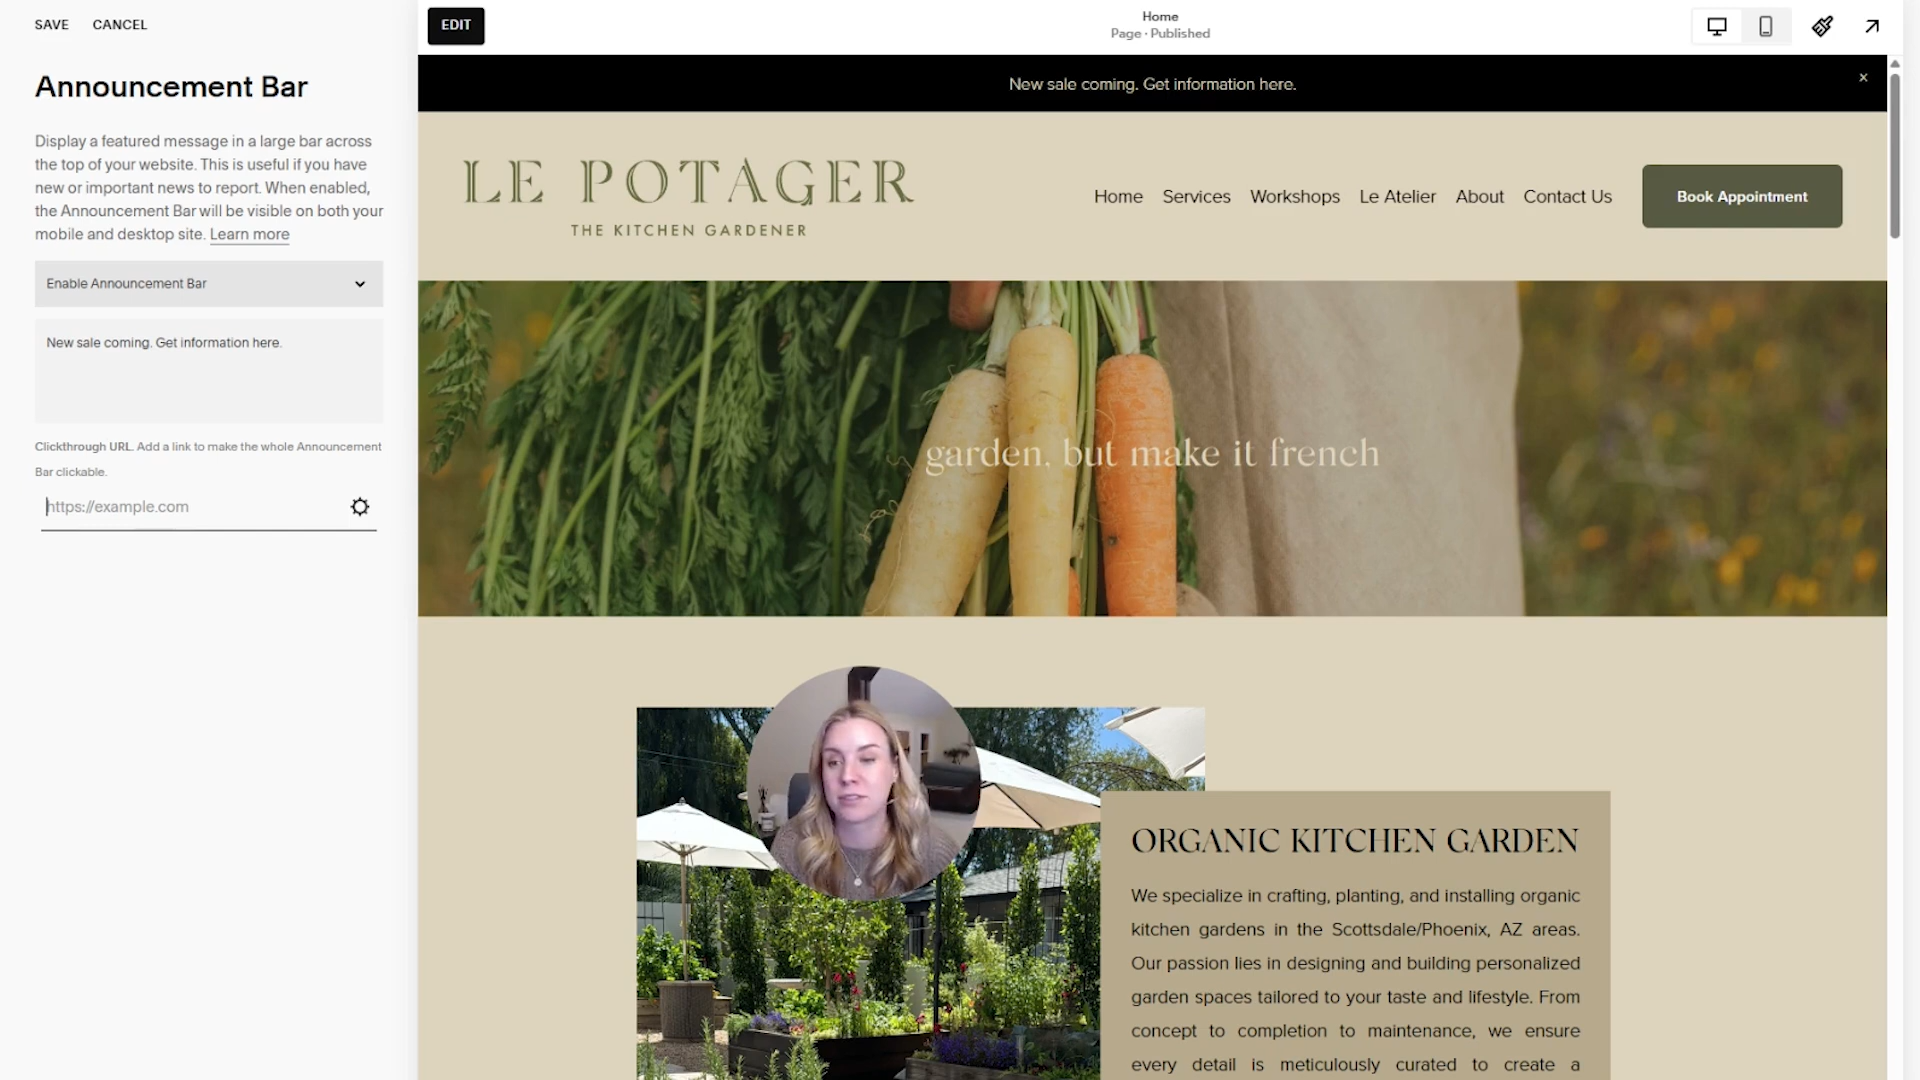 SAVE CANCEL
Announcement Bar
Display a featured message in a large bar across
the top of your website. This is useful if you have
new or important news to report. When enabled,
the Announcement Bar will be visible on both your
mobile and desktop site. Learn more
Enable Announcement Bar
New sale coming. Get information here.
Clickthrough URL. Add a link to make the whole Announcement
Bar clickable.
https://example.com
EDIT
Home
Page · Published
New sale coming. Get information here.
×
LE POTAGER
THE KITCHEN GARDENER
Home Services Workshops Le Atelier About Contact Us
Book Appointment
garden, but make it french
ORGANIC KITCHEN GARDEN
We specialize in crafting, planting, and installing organic
kitchen gardens in the Scottsdale/Phoenix, AZ areas.
Our passion lies in designing and building personalized
garden spaces tailored to your taste and lifestyle. From
concept to completion to maintenance, we ensure
every detail is meticulously curated to create a